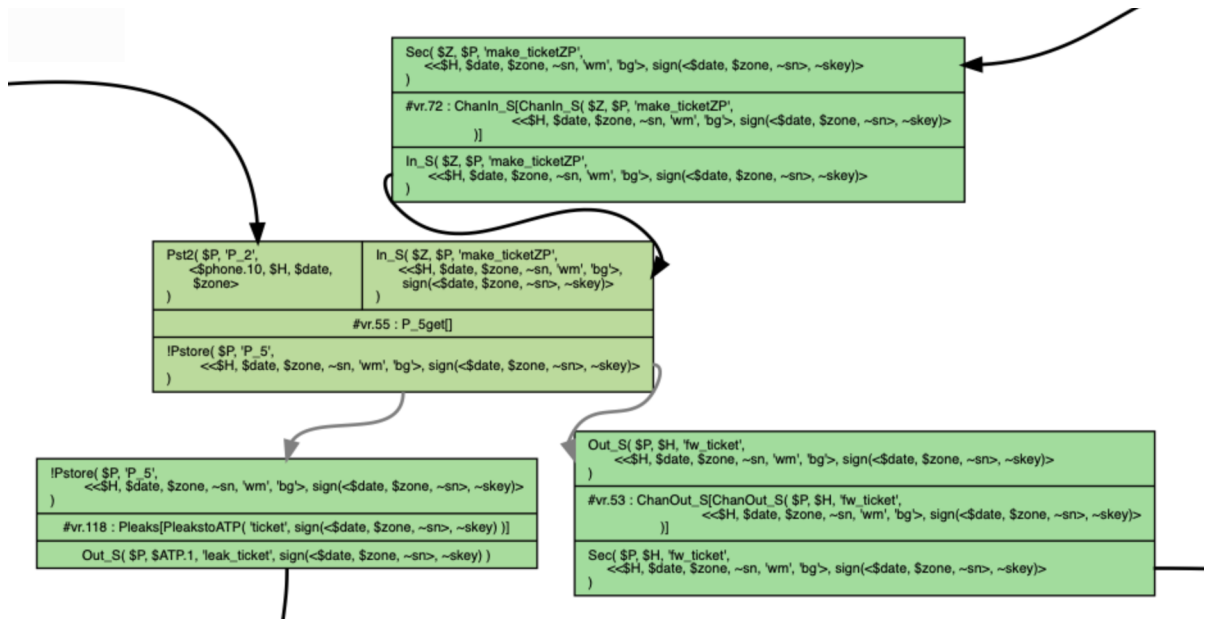 Sec( $Z, $P, 'make_ticketZP',
<<$H, $date, $zone, ~sn, 'wm', 'bg'>, sign(<$date, $zone, ~sn>, ~skey)>
)
#vr.72 : ChanIn_S[ChanIn_S( $Z, $P, 'make_ticketZP',
<<$H, $date, $zone, ~sn, 'wm', 'bg'>, sign(<$date, $zone, ~sn>, ~skey)>
)]
In_S( $Z, $P, 'make_ticketZP',
<<$H, $date, $zone, ~sn, 'wm', 'bg'>, sign(<$date, $zone, ~sn>, ~skey)>
)
Pst2( $P, 'P_2',
<$phone.10, $H, $date,
$zone>
)
In_S( $Z, $P, 'make_ticketZP',
<<$H, $date, $zone, ~sn, 'wm', 'bg'>,
sign(<$date, $zone, ~sn>, ~skey)>
)
#vr.55 : P_5get[]
!Pstore( $P, 'P_5',
<<$H, $date, $zone, ~sn, 'wm', 'bg'>, sign(<$date, $zone, ~sn>, ~skey)>
)
!Pstore( $P, 'P_5',
<<$H, $date, $zone, ~sn, 'wm', 'bg'>, sign(<$date, $zone, ~sn>, ~skey)>
)
#vr.118 : Pleaks[PleakstoATP( 'ticket', sign(<$date, $zone, ~sn>, ~skey) )]
Out_S( $P, $ATP.1, 'leak_ticket', sign(<$date, $zone, ~sn>, ~skey) )
Out_S( $P, $H, 'fw_ticket',
<<$H, $date, $zone, ~sn, 'wm', 'bg'>, sign(<$date, $zone, ~sn>, ~skey)>
)
#vr.53 : ChanOut_S[ChanOut_S( $P, $H, 'fw_ticket',
<<$H, $date, $zone, ~sn, 'wm', 'bg'>, sign(<$date, $zone, ~sn>, ~skey)>
)]
Sec( $P, $H, 'fw_ticket',
<<$H, $date, $zone, ~sn, 'wm', 'bg'>, sign(<$date, $zone, ~sn>, ~skey)>
)